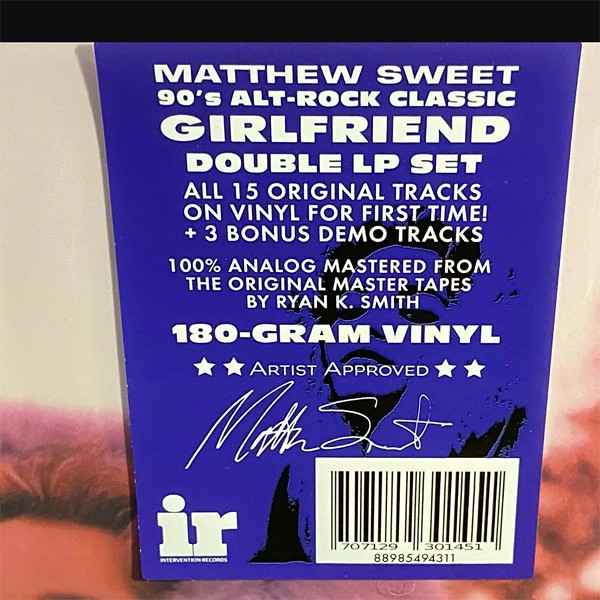 MATTHEW SWEET
90's ALT-ROCK CLASSIC
GIRLFRIEND
DOUBLE LP SET
ALL 15 ORIGINAL TRACKS
ON VINYL FOR FIRST TIME!
+ 3 BONUS DEMO TRACKS
100% ANALOG MASTERED FROM
THE ORIGINAL MASTER TAPES
BY RYAN K. SMITH
180-GRAM VINYL
★ ★ ARTIST APPROVED ★ ★
Matthew Sweet
ir
INTERVENTION RECORDS
707129 301451
88985494311